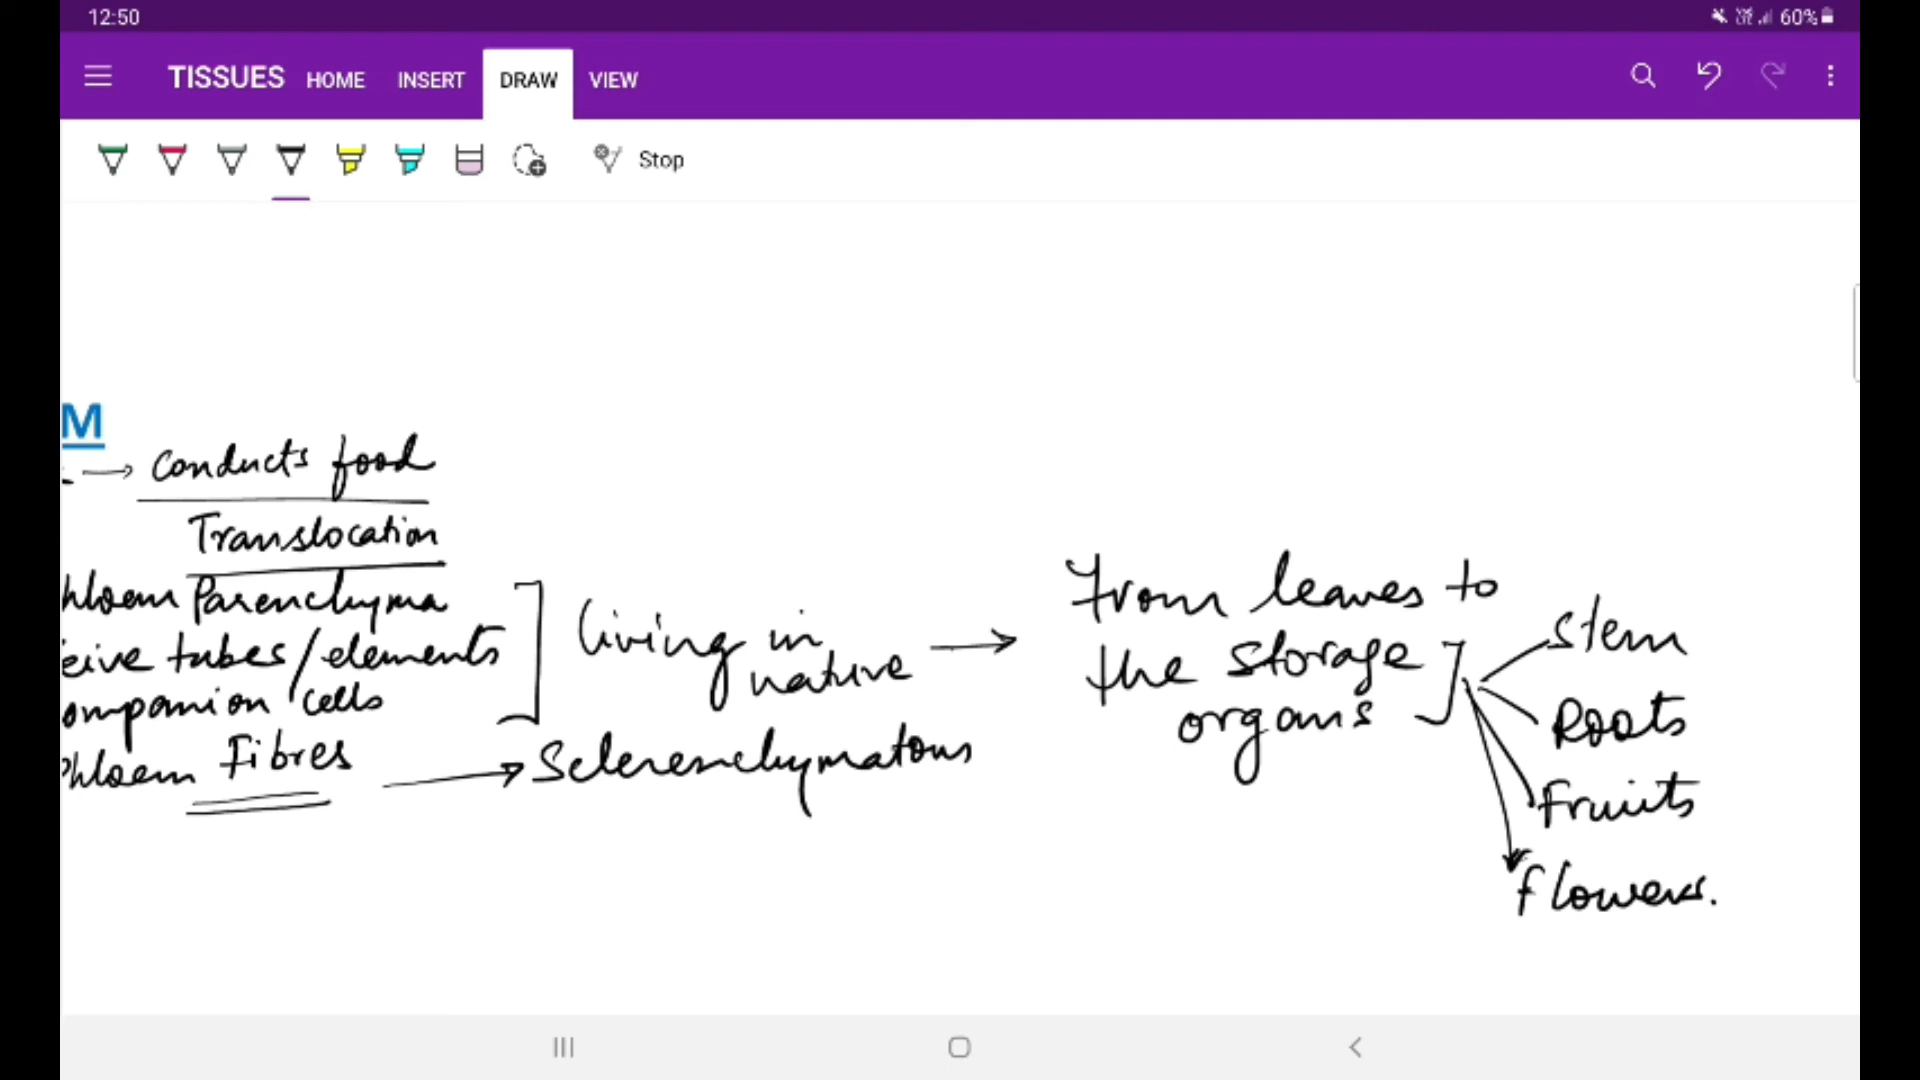 12:50
60%
TISSUES HOME INSERT DRAW VIEW
Stop
M
→ conducts food
Translocation
hloem Parenchyma
eive tubes/elements
ompanion cells
Phloem Fibres → Sclerenchymatous
living in
nature →
From leaves to
the storage
organs
Stem
Roots
Fruits
Flowers.